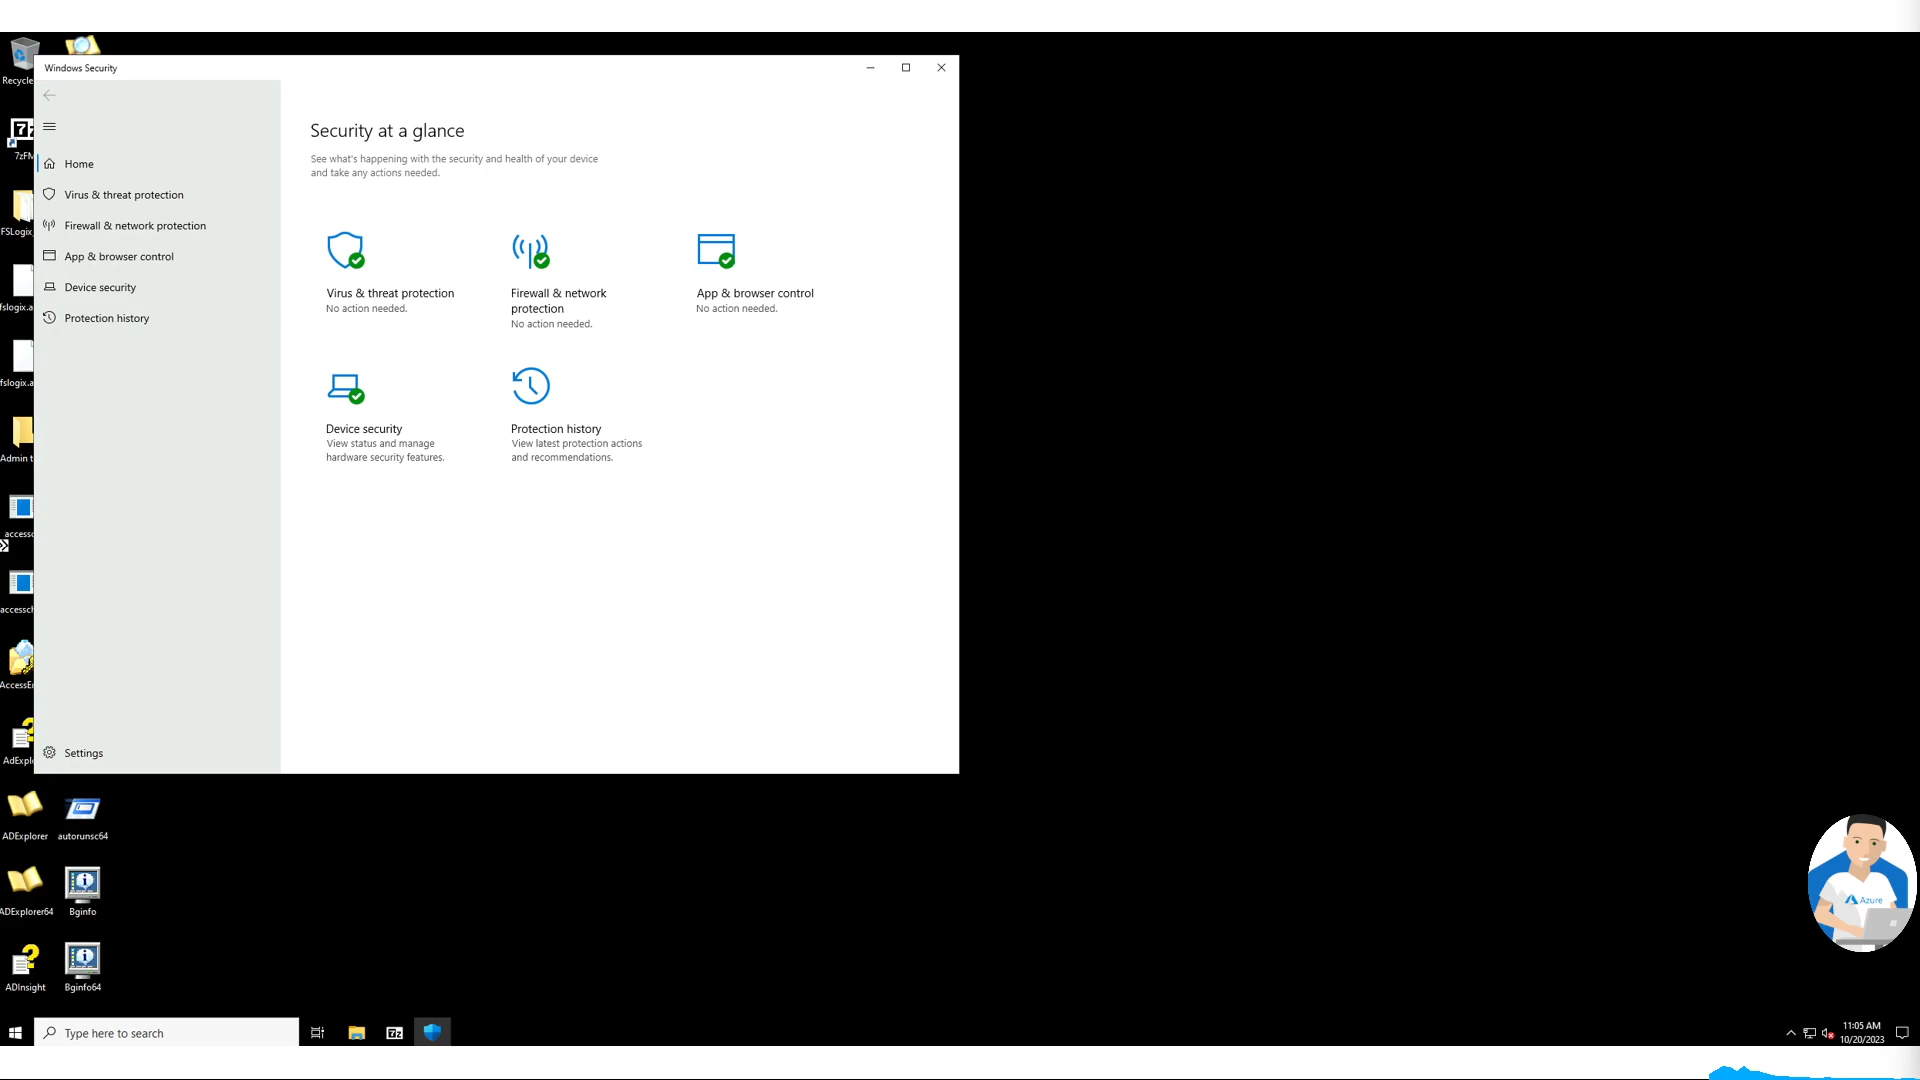 Windows Security
Home
Virus & threat protection
Firewall & network protection
App & browser control
Device security
Protection history
Settings
Security at a glance
See what's happening with the security and health of your device
and take any actions needed.
Virus & threat protection
No action needed.
Firewall & network
protection
No action needed.
App & browser control
No action needed.
Device security
View status and manage
hardware security features.
Protection history
View latest protection actions
and recommendations.
Recycle
7z
7zFM
FSLogix
fslogix.a
fslogix.a
Admin t
accessc
accessch
AccessEn
AdExplo
ADExplorer
autorunsc64
ADExplorer64
Bginfo
ADInsight
Bginfo64
Azure
Type here to search
7z
11:05 AM
10/20/2023